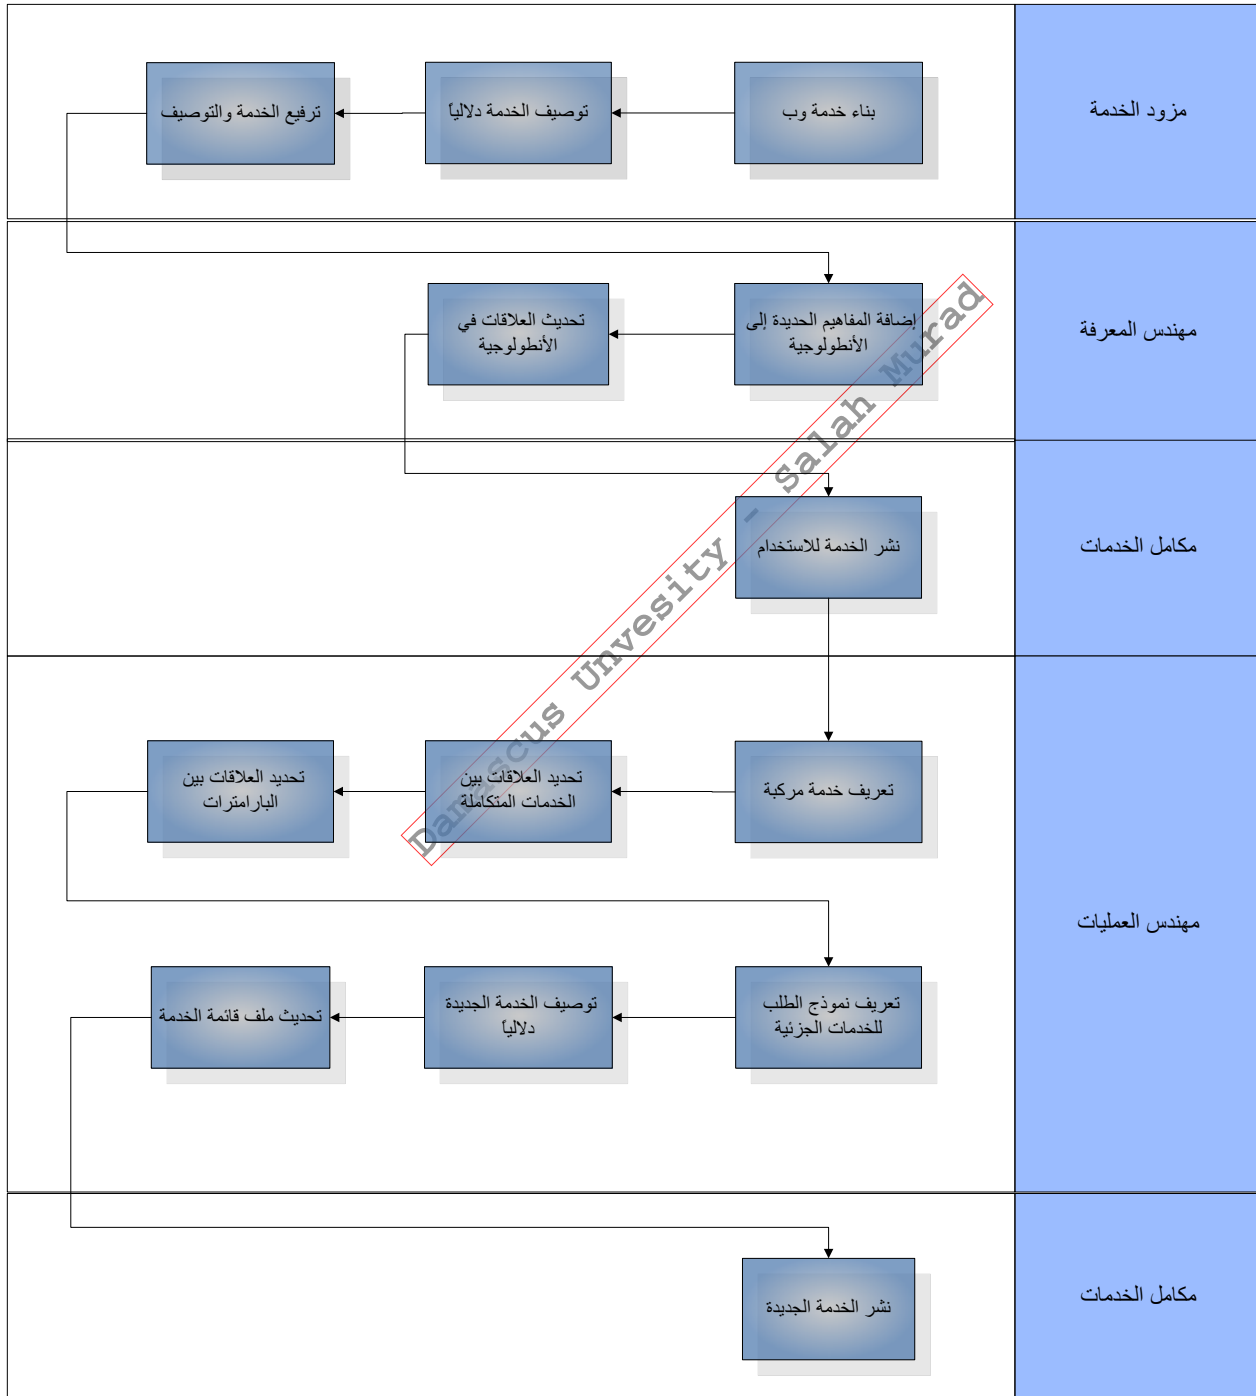 مزود الخدمة
بناء خدمة وب
توصيف الخدمة دلالياً
ترفيع الخدمة والتوصيف
مهندس المعرفة
إضافة المفاهيم الحديدة إلى
الأنطولوجية
تحديث العلاقات في
الأنطولوجية
مكامل الخدمات
نشر الخدمة للاستخدام
مهندس العمليات
تعريف خدمة مركبة
تحديد العلاقات بين
الخدمات المتكاملة
تحديد العلاقات بين
البارامترات
تعريف نموذج الطلب
للخدمات الجزئية
توصيف الخدمة الجديدة
دلالياً
تحديث ملف قائمة الخدمة
مكامل الخدمات
نشر الخدمة الجديدة
Damascus Unvesity - Salah Murad